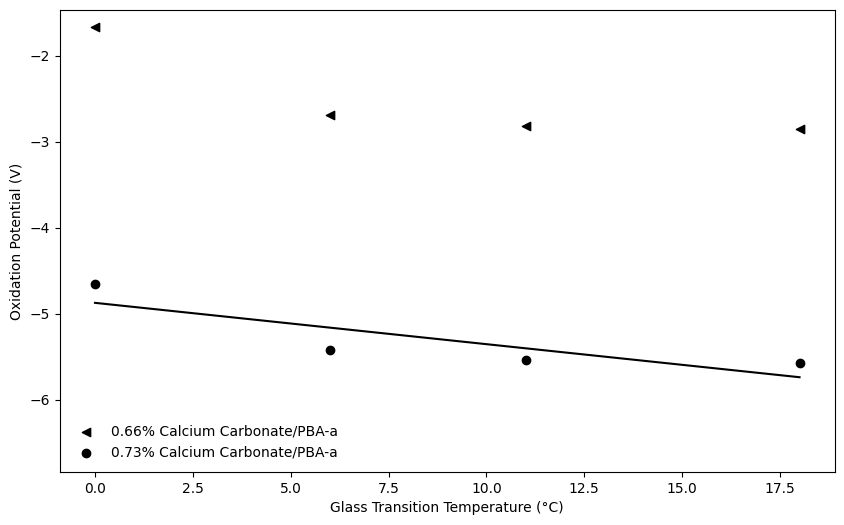 −2
−3
−4
−5
−6
Oxidation Potential (V)
0.66% Calcium Carbonate/PBA-a
0.73% Calcium Carbonate/PBA-a
0.0 2.5 5.0 7.5 10.0 12.5 15.0 17.5
Glass Transition Temperature (°C)